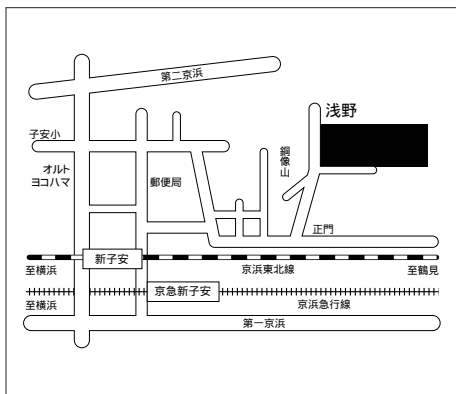 第二京浜
浅野
子安小
銅像山
オルト
ヨコハマ
郵便局
正門
新子安
至横浜
京浜東北線
至鶴見
京急新子安
至横浜
京浜急行線
第一京浜